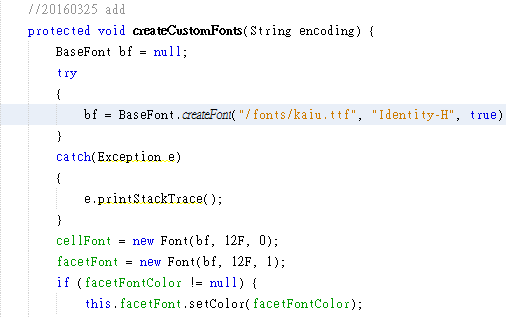 //20160325 add
protected void createCustomFonts(String encoding) {
BaseFont bf = null;
try
{
bf = BaseFont.createFont("/fonts/kaiu.ttf", "Identity-H", true)
}
catch(Exception e)
{
e.printStackTrace();
}
cellFont = new Font(bf, 12F, 0);
facetFont = new Font(bf, 12F, 1);
if (facetFontColor != null) {
this.facetFont.setColor(facetFontColor);